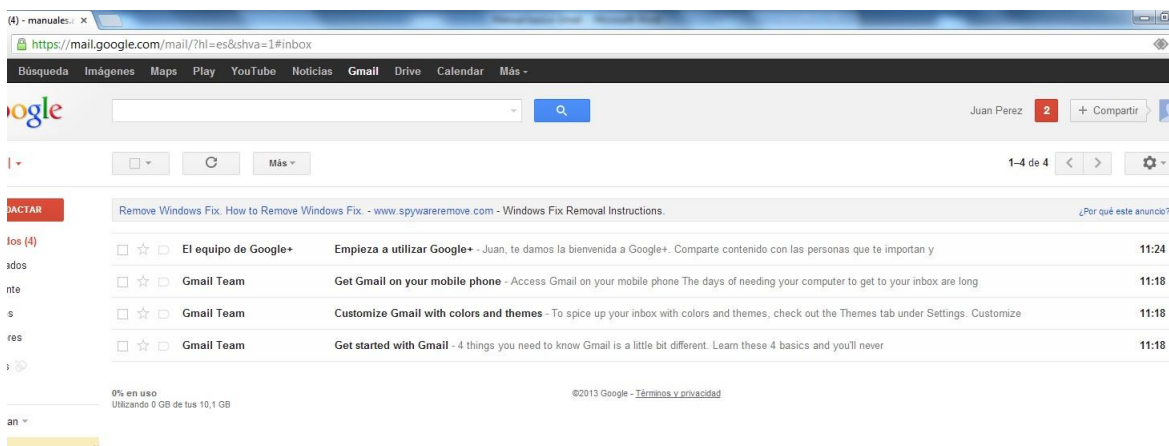 (4) - manuales.
https://mail.google.com/mail/?hl=es&shva=1#inbox
Búsqueda Imágenes Maps Play YouTube Noticias Gmail Drive Calendar Más
ogle
Juan Perez 2 + Compartir
Más
1–4 de 4
DACTAR
Remove Windows Fix. How to Remove Windows Fix. - www.spywareremove.com - Windows Fix Removal Instructions.
¿Por qué este anuncio?
dos (4)
El equipo de Google+ Empieza a utilizar Google+ - Juan, te damos la bienvenida a Google+. Comparte contenido con las personas que te importan y 11:24
ados
Gmail Team Get Gmail on your mobile phone - Access Gmail on your mobile phone The days of needing your computer to get to your inbox are long 11:18
nte
Gmail Team Customize Gmail with colors and themes - To spice up your inbox with colors and themes, check out the Themes tab under Settings. Customize 11:18
res
Gmail Team Get started with Gmail - 4 things you need to know Gmail is a little bit different. Learn these 4 basics and you'll never 11:18
0% en uso
Utilizando 0 GB de tus 10,1 GB
©2013 Google - Términos y privacidad
an